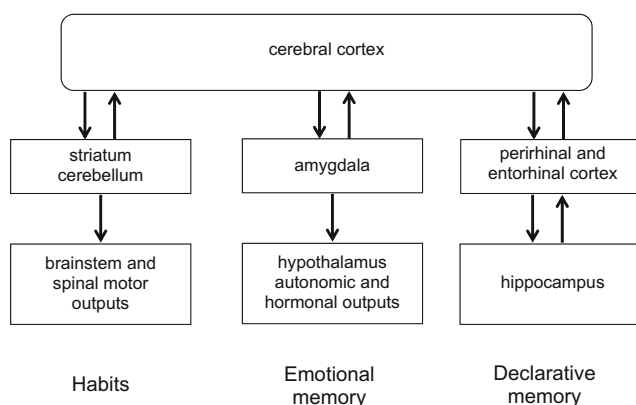 cerebral cortex
striatum
cerebellum
amygdala
perirhinal and
entorhinal cortex
brainstem and
spinal motor
outputs
hypothalamus
autonomic and
hormonal outputs
hippocampus
Habits
Emotional
memory
Declarative
memory